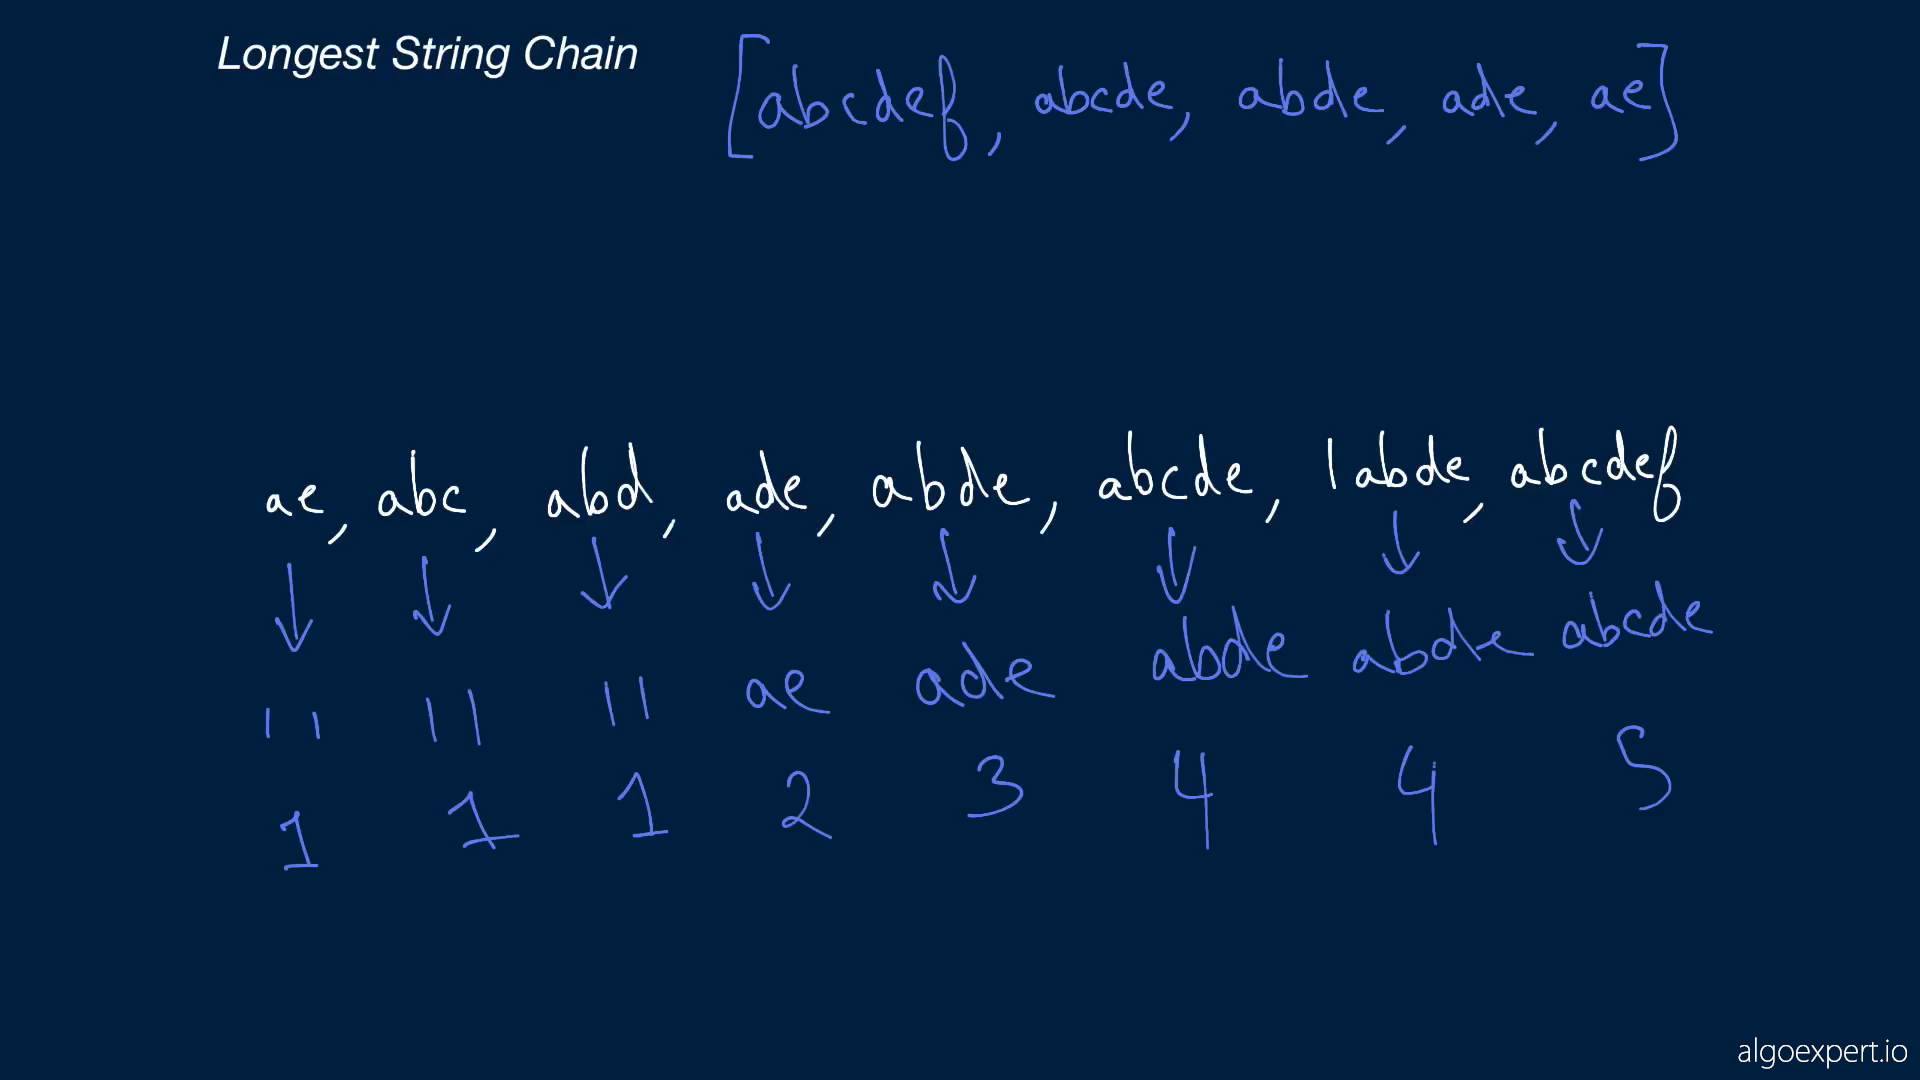 Longest String Chain
[abcdef, abcde, abde, ade, ae]
ae, abc, abd, ade, abde, abcde, 1abde, abcdef
" " " " " " ae ade abde abde abcde
1 1 1 2 3 4 4 5
algoexpert.io